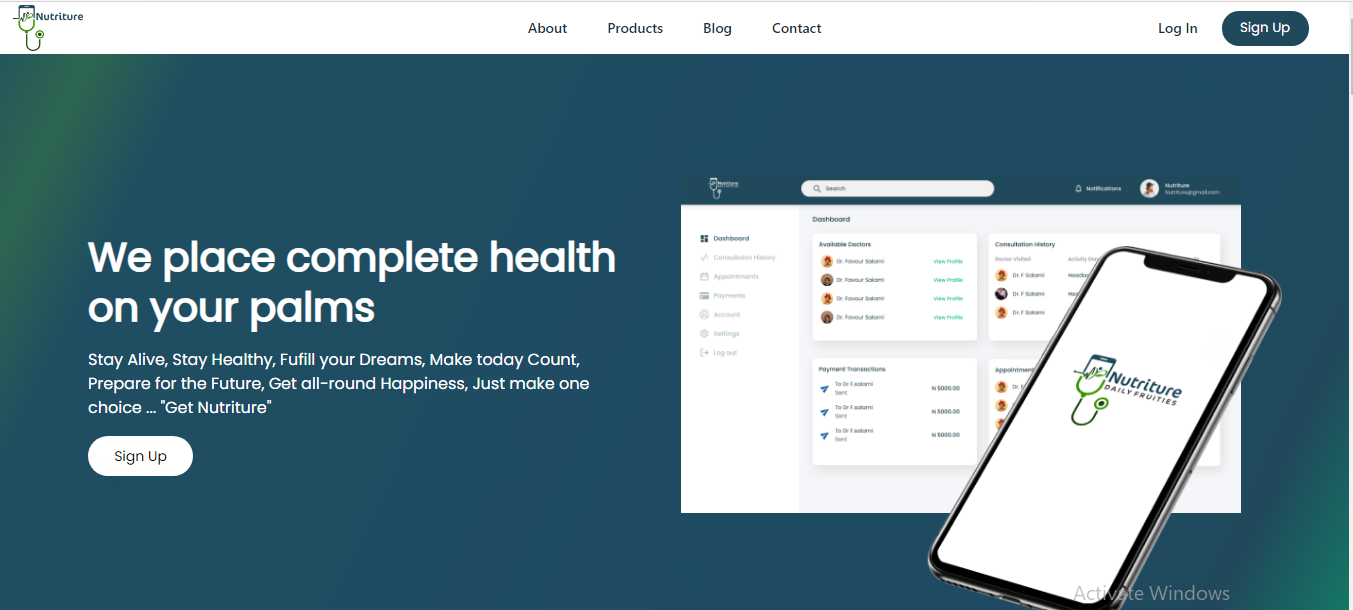 Nutriture
About
Products
Blog
Contact
Log In
Sign Up
We place complete health
on your palms
Stay Alive, Stay Healthy, Fufill your Dreams, Make today Count,
Prepare for the Future, Get all-round Happiness, Just make one
choice ... "Get Nutriture"
Sign Up
Nutriture
Search
Notifications
Nutriture
Nutriture@gmail.com
Dashboard
Consultaion History
Appointments
Payments
Account
Settings
Log out
Dashboard
Available Doctors
Dr. Favour Salami View Profile
Dr. Favour Salami View Profile
Dr. Favour Salami View Profile
Dr. Favour Salami View Profile
Consultation History
Doctor Visited Activity Don
Dr. F Salami Headac
Dr. F Salami Head
Dr. F Salami
Payment Transactions
To Dr F.salami
Sent
N 5000.00
To Dr F.salami
Sent
N 5000.00
To Dr F.salami
Sent
N 5000.00
Appointment
Dr.
Nutriture
DAILY FRUITIES
Activate Windows